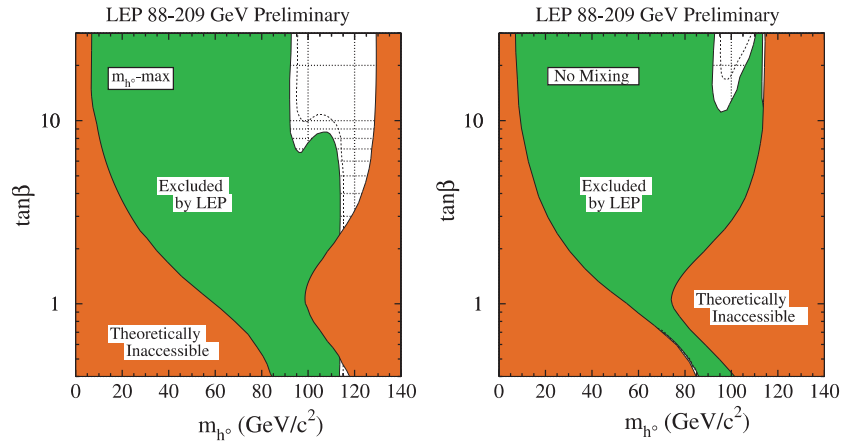 LEP 88-209 GeV Preliminary
m_h°-max
Excluded
by LEP
Theoretically
Inaccessible
tanβ
10
1
0 20 40 60 80 100 120 140
m_h° (GeV/c²)
LEP 88-209 GeV Preliminary
No Mixing
Excluded
by LEP
Theoretically
Inaccessible
tanβ
10
1
0 20 40 60 80 100 120 140
m_h° (GeV/c²)